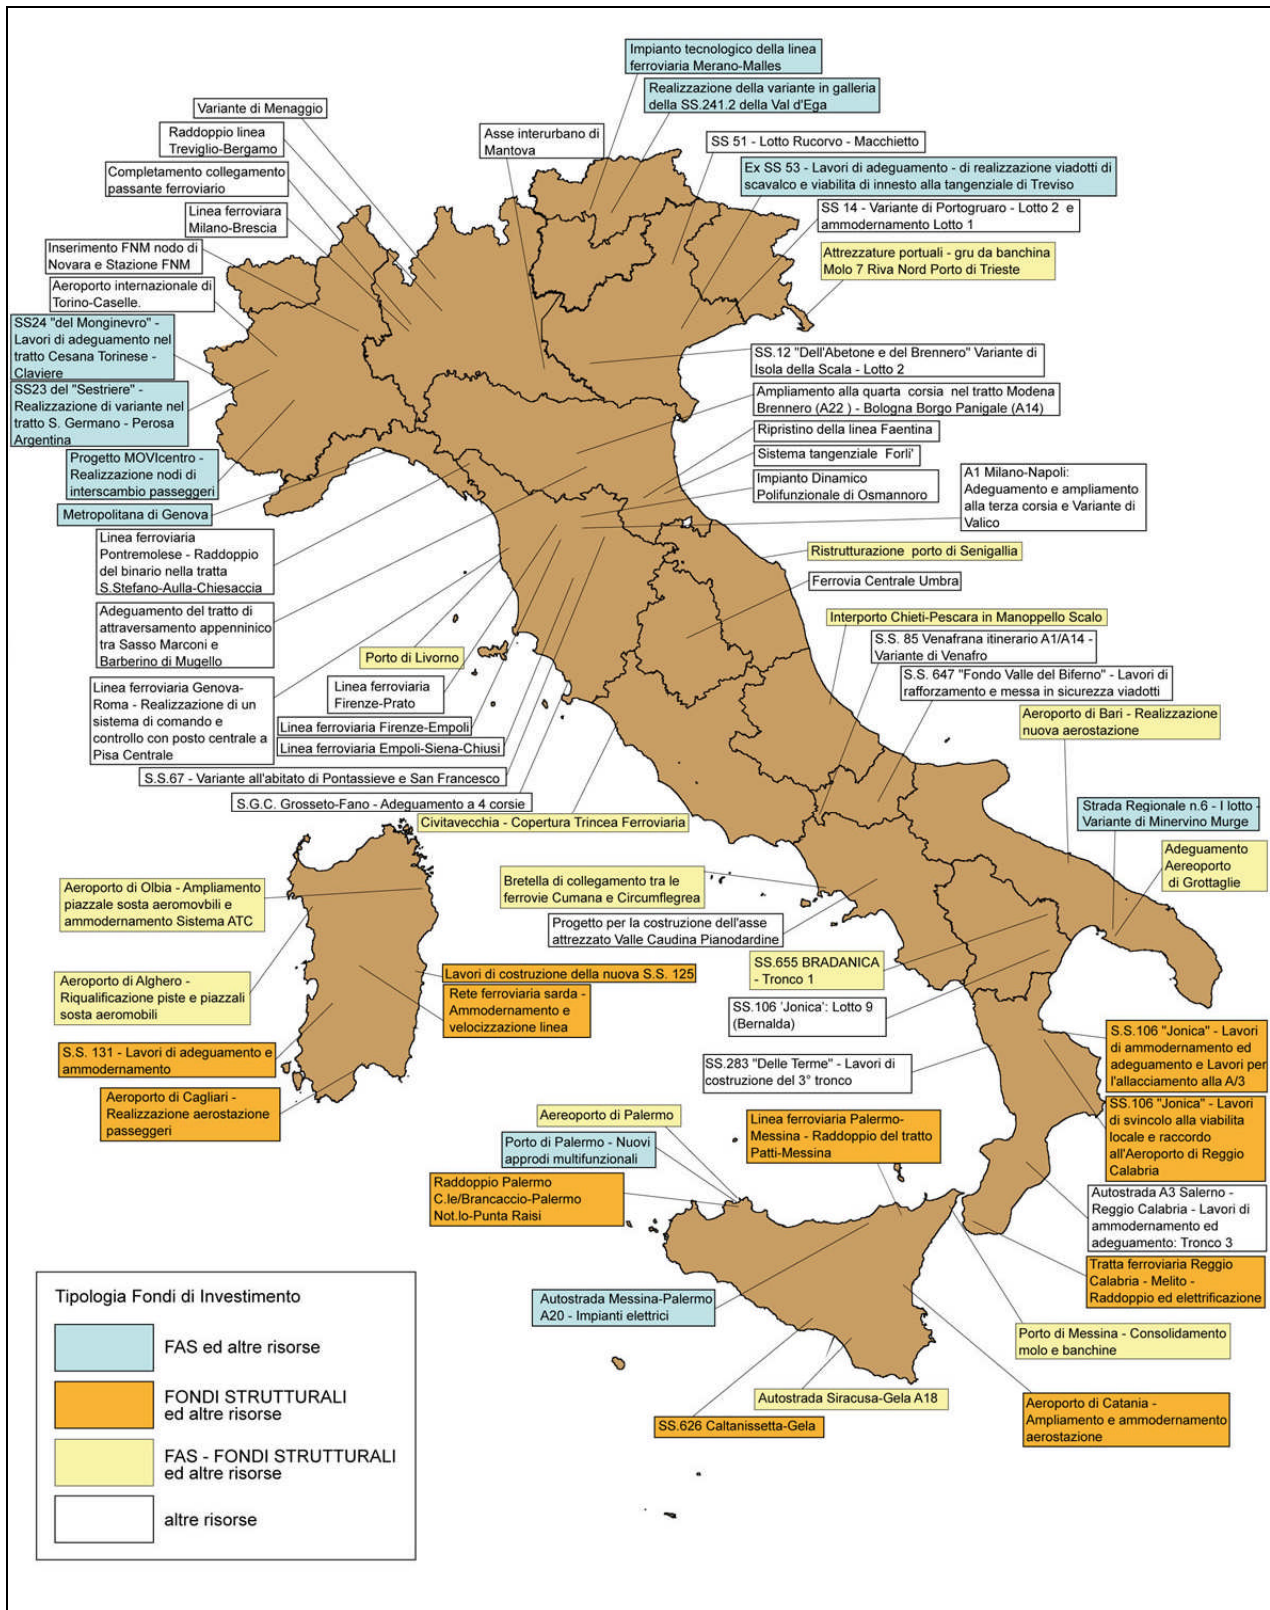 Impianto tecnologico della linea
ferroviaria Merano-Malles
Realizzazione della variante in galleria
della SS.241.2 della Val d'Ega
Variante di Menaggio
Raddoppio linea
Treviglio-Bergamo
Asse interurbano di
Mantova
SS 51 - Lotto Rucorvo - Macchietto
Completamento collegamento
passante ferroviario
Ex SS 53 - Lavori di adeguamento - di realizzazione viadotti di
scavalco e viabilita di innesto alla tangenziale di Treviso
Linea ferroviara
Milano-Brescia
SS 14 - Variante di Portogruaro - Lotto 2 e
ammodernamento Lotto 1
Inserimento FNM nodo di
Novara e Stazione FNM
Attrezzature portuali - gru da banchina
Molo 7 Riva Nord Porto di Trieste
Aeroporto internazionale di
Torino-Caselle.
SS24 "del Monginevro" -
Lavori di adeguamento nel
tratto Cesana Torinese -
Claviere
SS.12 "Dell'Abetone e del Brennero" Variante di
Isola della Scala - Lotto 2
SS23 del "Sestriere" -
Realizzazione di variante nel
tratto S. Germano - Perosa
Argentina
Ampliamento alla quarta corsia nel tratto Modena
Brennero (A22 ) - Bologna Borgo Panigale (A14)
Ripristino della linea Faentina
Progetto MOVIcentro -
Realizzazione nodi di
interscambio passeggeri
Sistema tangenziale Forli'
Impianto Dinamico
Polifunzionale di Osmannoro
A1 Milano-Napoli:
Adeguamento e ampliamento
alla terza corsia e Variante di
Valico
Metropolitana di Genova
Linea ferroviaria
Pontremolese - Raddoppio
del binario nella tratta
S.Stefano-Aulla-Chiesaccia
Ristrutturazione porto di Senigallia
Ferrovia Centrale Umbra
Adeguamento del tratto di
attraversamento appenninico
tra Sasso Marconi e
Barberino di Mugello
Interporto Chieti-Pescara in Manoppello Scalo
S.S. 85 Venafrana itinerario A1/A14 -
Variante di Venafro
Porto di Livorno
S.S. 647 "Fondo Valle del Biferno" - Lavori di
rafforzamento e messa in sicurezza viadotti
Linea ferroviaria Genova-
Roma - Realizzazione di un
sistema di comando e
controllo con posto centrale a
Pisa Centrale
Linea ferroviaria
Firenze-Prato
Linea ferroviaria Firenze-Empoli
Linea ferroviaria Empoli-Siena-Chiusi
Aeroporto di Bari - Realizzazione
nuova aerostazione
S.S.67 - Variante all'abitato di Pontassieve e San Francesco
S.G.C. Grosseto-Fano - Adeguamento a 4 corsie
Civitavecchia - Copertura Trincea Ferroviaria
Strada Regionale n.6 - I lotto -
Variante di Minervino Murge
Adeguamento
Aereoporto
di Grottaglie
Aeroporto di Olbia - Ampliamento
piazzale sosta aeromovbili e
ammodernamento Sistema ATC
Bretella di collegamento tra le
ferrovie Cumana e Circumflegrea
Progetto per la costruzione dell'asse
attrezzato Valle Caudina Pianodardine
SS.655 BRADANICA
- Tronco 1
Aeroporto di Alghero -
Riqualificazione piste e piazzali
sosta aeromobili
Lavori di costruzione della nuova S.S. 125
Rete ferroviaria sarda -
Ammodernamento e
velocizzazione linea
SS.106 'Jonica': Lotto 9
(Bernalda)
S.S. 131 - Lavori di adeguamento e
ammodernamento
SS.283 "Delle Terme" - Lavori di
costruzione del 3° tronco
S.S.106 "Jonica" - Lavori
di ammodernamento ed
adeguamento e Lavori per
l'allacciamento alla A/3
Aeroporto di Cagliari -
Realizzazione aerostazione
passeggeri
SS.106 "Jonica" - Lavori
di svincolo alla viabilita
locale e raccordo
all'Aeroporto di Reggio
Calabria
Aereoporto di Palermo
Linea ferroviaria Palermo-
Messina - Raddoppio del tratto
Patti-Messina
Porto di Palermo - Nuovi
approdi multifunzionali
Raddoppio Palermo
C.le/Brancaccio-Palermo
Not.lo-Punta Raisi
Autostrada A3 Salerno -
Reggio Calabria - Lavori di
ammodernamento ed
adeguamento: Tronco 3
Tratta ferroviaria Reggio
Calabria - Melito -
Raddoppio ed elettrificazione
Autostrada Messina-Palermo
A20 - Impianti elettrici
Porto di Messina - Consolidamento
molo e banchine
Autostrada Siracusa-Gela A18
SS.626 Caltanissetta-Gela
Aeroporto di Catania -
Ampliamento e ammodernamento
aerostazione
Tipologia Fondi di Investimento
FAS ed altre risorse
FONDI STRUTTURALI
ed altre risorse
FAS - FONDI STRUTTURALI
ed altre risorse
altre risorse